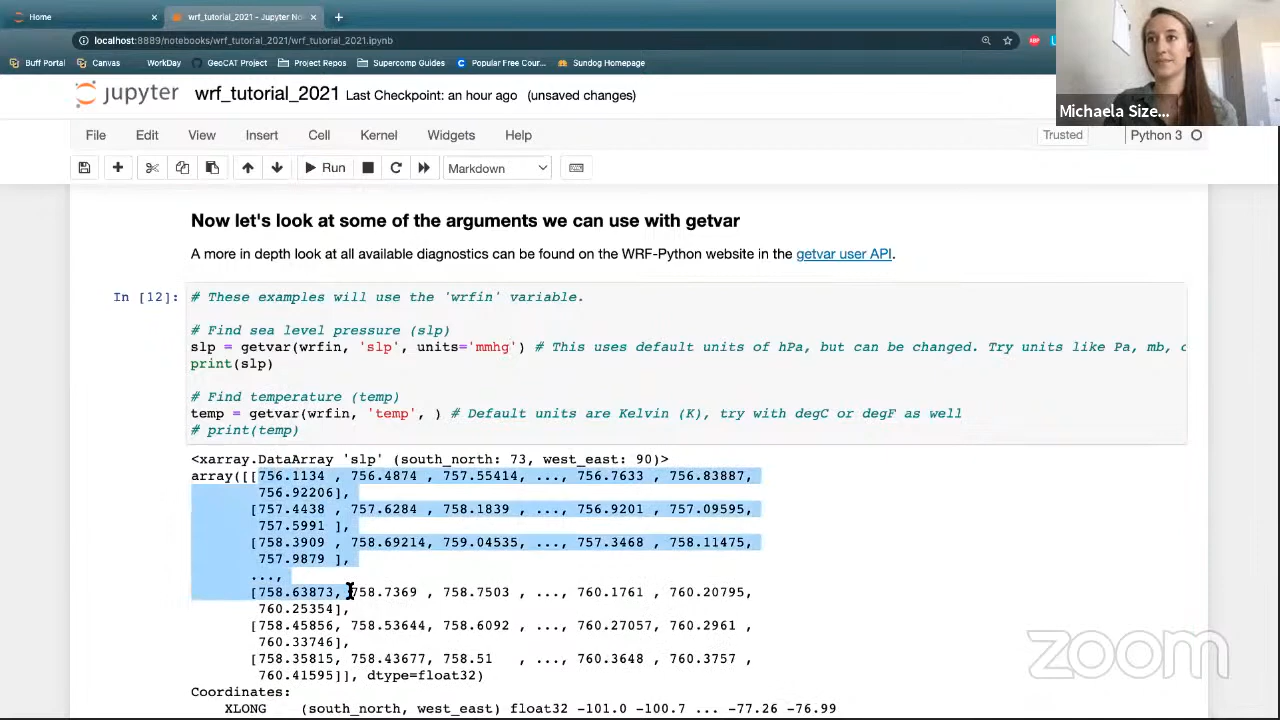 Home
wrf_tutorial_2021 - Jupyter No
localhost:8889/notebooks/wrf_tutorial_2021/wrf_tutorial_2021.ipynb
Buff Portal Canvas WorkDay GeoCAT Project Project Repos Supercomp Guides Popular Free Cour... Sundog Homepage
Michaela Size...
jupyter wrf_tutorial_2021 Last Checkpoint: an hour ago (unsaved changes)
File Edit View Insert Cell Kernel Widgets Help Trusted Python 3
Run Markdown
Now let's look at some of the arguments we can use with getvar
A more in depth look at all available diagnostics can be found on the WRF-Python website in the getvar user API.
In [12]: # These examples will use the 'wrfin' variable.
# Find sea level pressure (slp)
slp = getvar(wrfin, 'slp', units='mmhg') # This uses default units of hPa, but can be changed. Try units like Pa, mb, 
print(slp)
# Find temperature (temp)
temp = getvar(wrfin, 'temp', ) # Default units are Kelvin (K), try with degC or degF as well
# print(temp)
<xarray.DataArray 'slp' (south_north: 73, west_east: 90)>
array([[756.1134 , 756.4874 , 757.55414, ..., 756.7633 , 756.83887,
756.92206],
[757.4438 , 757.6284 , 758.1839 , ..., 756.9201 , 757.09595,
757.5991 ],
[758.3909 , 758.69214, 759.04535, ..., 757.3468 , 758.11475,
757.9879 ],
...,
[758.63873, 758.7369 , 758.7503 , ..., 760.1761 , 760.20795,
760.25354],
[758.45856, 758.53644, 758.6092 , ..., 760.27057, 760.2961 ,
760.33746],
[758.35815, 758.43677, 758.51 , ..., 760.3648 , 760.3757 ,
760.41595]], dtype=float32)
Coordinates:
XLONG (south_north, west_east) float32 -101.0 -100.7 ... -77.26 -76.99
zoom